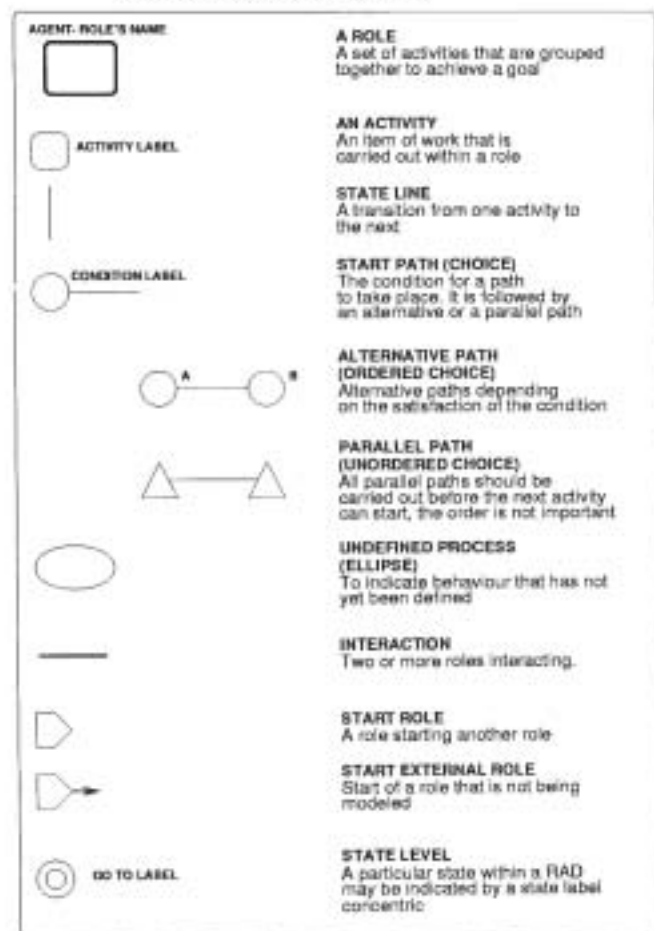 AGENT- ROLE'S NAME
A ROLE
A set of activities that are grouped
together to achieve a goal
ACTIVITY LABEL
AN ACTIVITY
An item of work that is
carried out within a role
STATE LINE
A transition from one activity to
the next
CONDITION LABEL
START PATH (CHOICE)
The condition for a path
to take place. It is followed by
an alternative or a parallel path
A
B
ALTERNATIVE PATH
(ORDERED CHOICE)
Alternative paths depending
on the satisfaction of the condition
PARALLEL PATH
(UNORDERED CHOICE)
All parallel paths should be
carried out before the next activity
can start, the order is not important
UNDEFINED PROCESS
(ELLIPSE)
To indicate behaviour that has not
yet been defined
INTERACTION
Two or more roles interacting.
START ROLE
A role starting another role
START EXTERNAL ROLE
Start of a role that is not being
modeled
GO TO LABEL
STATE LEVEL
A particular state within a RAD
may be indicated by a state label
concentric